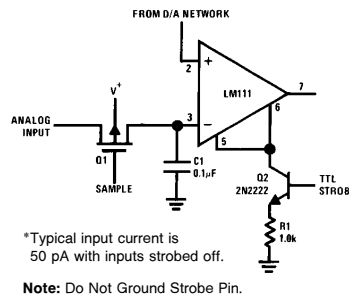 FROM D/A NETWORK
2
+
LM111
7
V+
6
ANALOG
INPUT
3
−
5
Q1
C1
0.1μF
Q2
2N2222
TTL
STROB
SAMPLE
R1
1.0k
*Typical input current is
50 pA with inputs strobed off.
Note: Do Not Ground Strobe Pin.